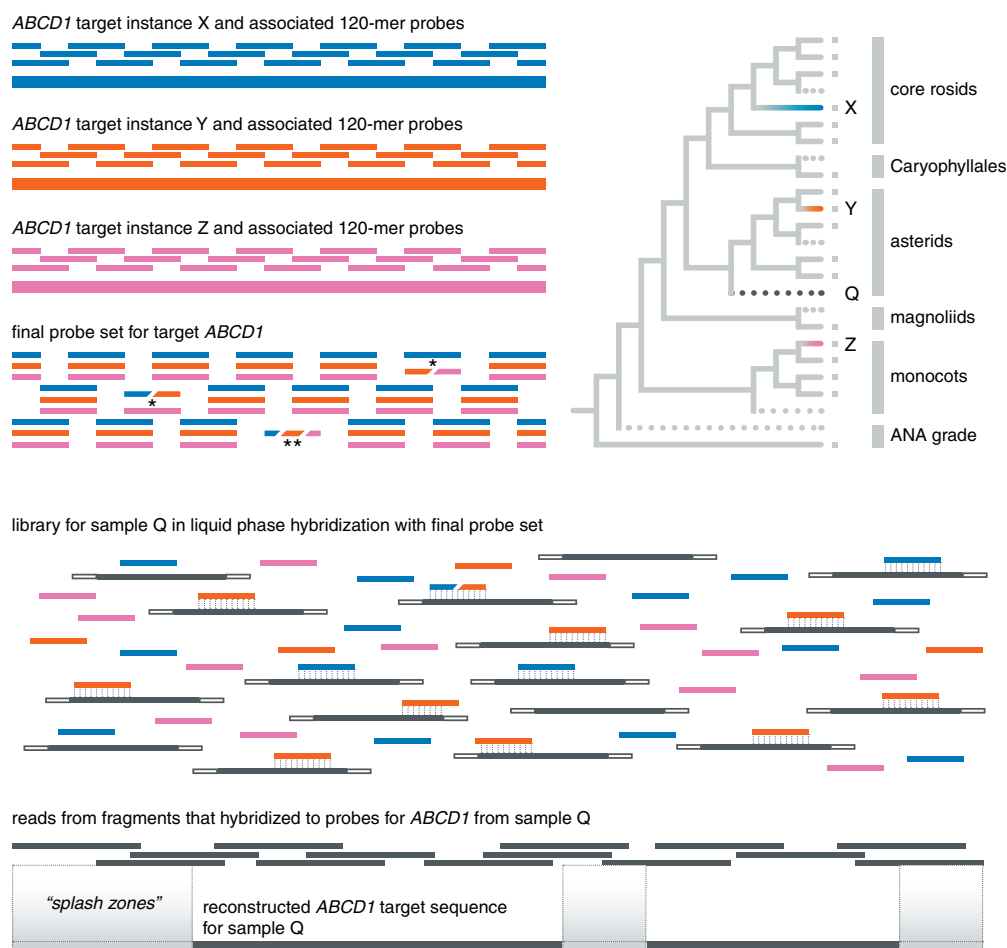 ABCD1 target instance X and associated 120-mer probes
ABCD1 target instance Y and associated 120-mer probes
ABCD1 target instance Z and associated 120-mer probes
final probe set for target ABCD1
*
*
**
core rosids
X
Caryophyllales
Y
asterids
Q
magnoliids
Z
monocots
ANA grade
library for sample Q in liquid phase hybridization with final probe set
reads from fragments that hybridized to probes for ABCD1 from sample Q
“splash zones”
reconstructed ABCD1 target sequence
for sample Q